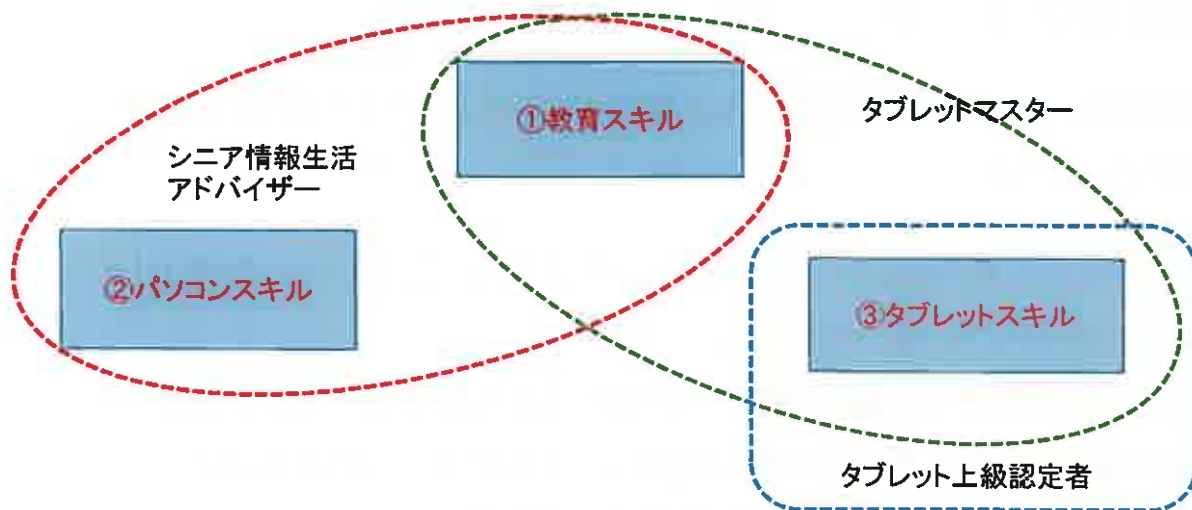 ①教育スキル
タブレットマスター
シニア情報生活
アドバイザー
②パソコンスキル
③タブレットスキル
タブレット上級認定者